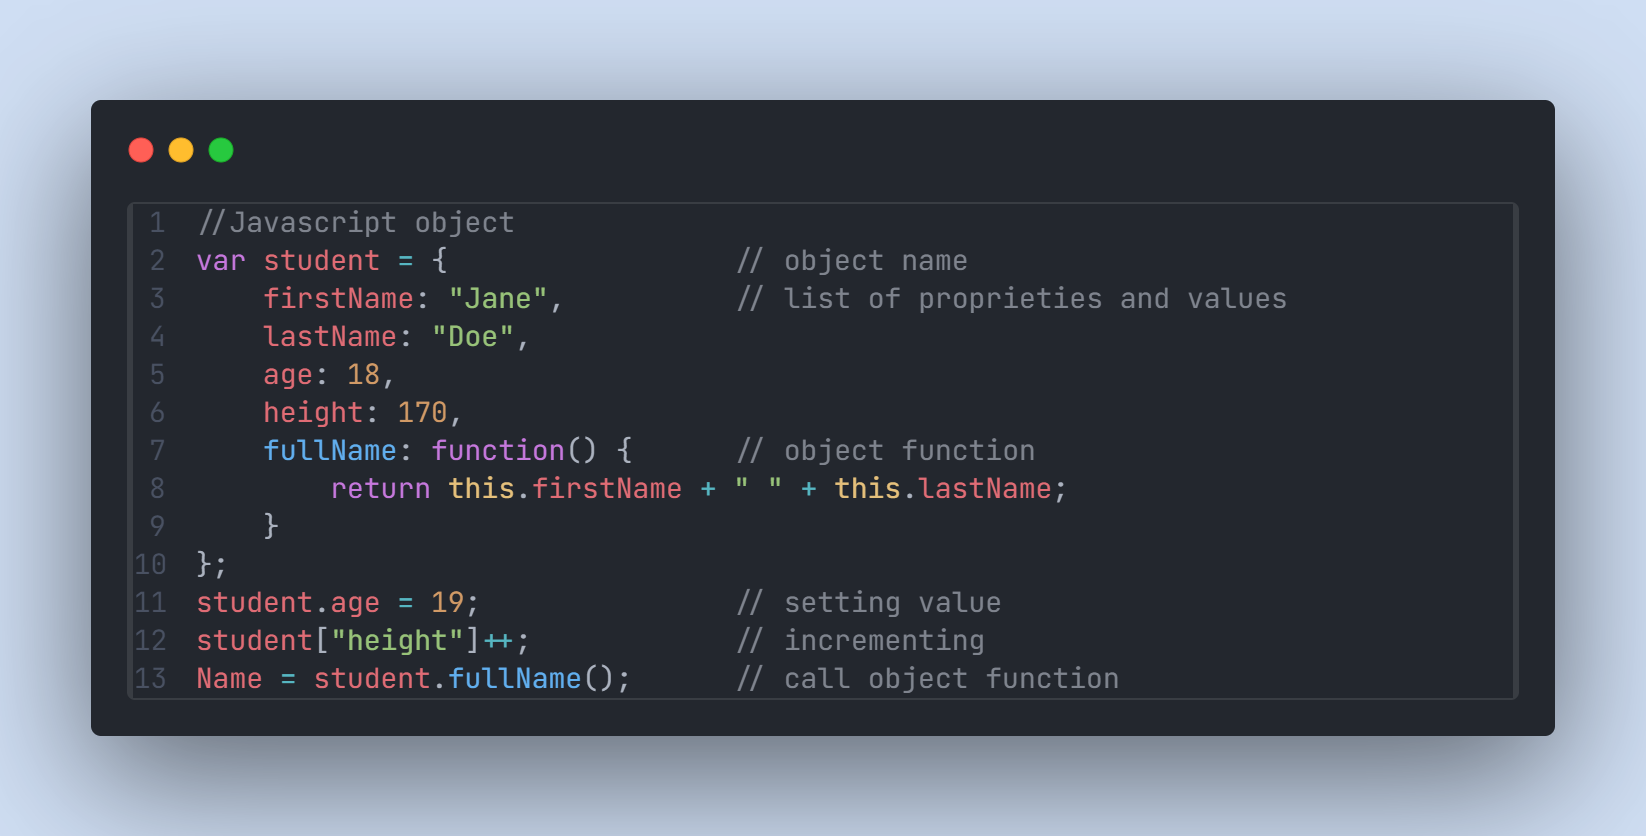 1 //Javascript object
2 var student = { // object name
3 firstName: "Jane", // list of proprieties and values
4 lastName: "Doe",
5 age: 18,
6 height: 170,
7 fullName: function() { // object function
8 return this.firstName + " " + this.lastName;
9 }
10 };
11 student.age = 19; // setting value
12 student["height"]++; // incrementing
13 Name = student.fullName(); // call object function